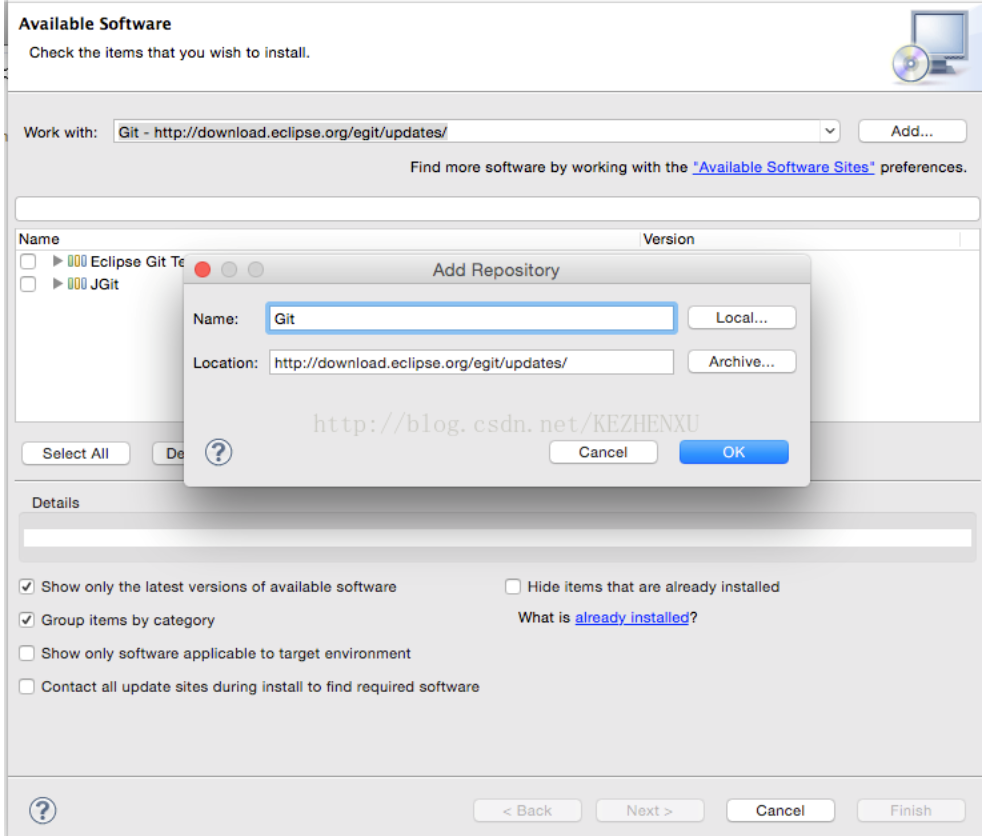 Available Software
Check the items that you wish to install.
Work with: Git - http://download.eclipse.org/egit/updates/ Add...
Find more software by working with the "Available Software Sites" preferences.
Name Version
Eclipse Git Te
JGit
Add Repository
Name: Git Local...
Location: http://download.eclipse.org/egit/updates/ Archive...
http://blog.csdn.net/KEZHENXU
? Cancel OK
Select All De
Details
Show only the latest versions of available software Hide items that are already installed
Group items by category What is already installed?
Show only software applicable to target environment
Contact all update sites during install to find required software
? < Back Next > Cancel Finish